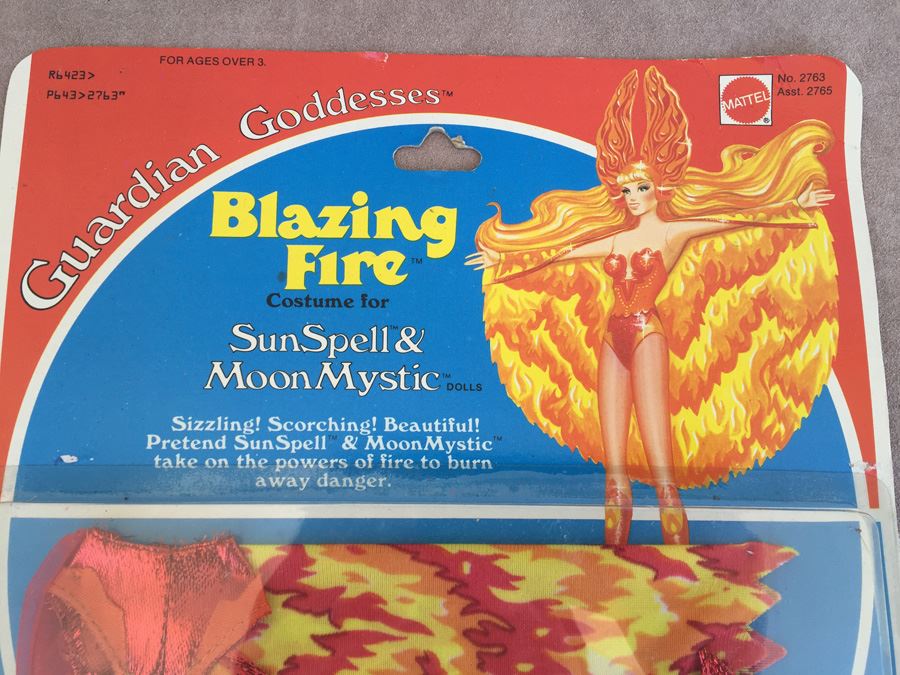 FOR AGES OVER 3.
R6423>
P643>2763"
MATTEL®
No. 2763
Asst. 2765
Guardian Goddesses™
Blazing
Fire™
Costume for
SunSpell™ &
MoonMystic™ DOLLS
Sizzling! Scorching! Beautiful!
Pretend SunSpell™ & MoonMystic™
take on the powers of fire to burn
away danger.